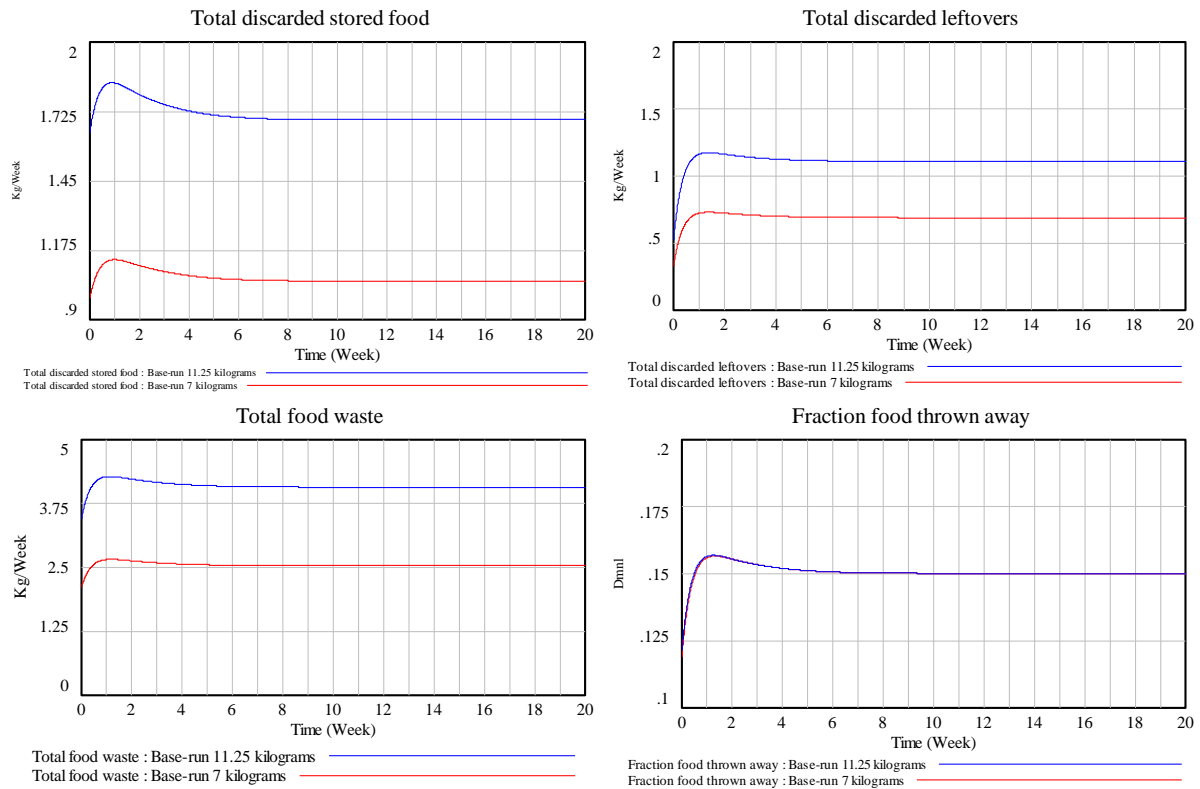 Total discarded stored food
2
1.725
1.45
1.175
.9
Kg/Week
0 2 4 6 8 10 12 14 16 18 20
Time (Week)
Total discarded stored food : Base-run 11.25 kilograms
Total discarded stored food : Base-run 7 kilograms
Total discarded leftovers
2
1.5
1
.5
0
Kg/Week
0 2 4 6 8 10 12 14 16 18 20
Time (Week)
Total discarded leftovers : Base-run 11.25 kilograms
Total discarded leftovers : Base-run 7 kilograms
Total food waste
5
3.75
2.5
1.25
0
Kg/Week
0 2 4 6 8 10 12 14 16 18 20
Time (Week)
Total food waste : Base-run 11.25 kilograms
Total food waste : Base-run 7 kilograms
Fraction food thrown away
.2
.175
.15
.125
.1
Dmnl
0 2 4 6 8 10 12 14 16 18 20
Time (Week)
Fraction food thrown away : Base-run 11.25 kilograms
Fraction food thrown away : Base-run 7 kilograms